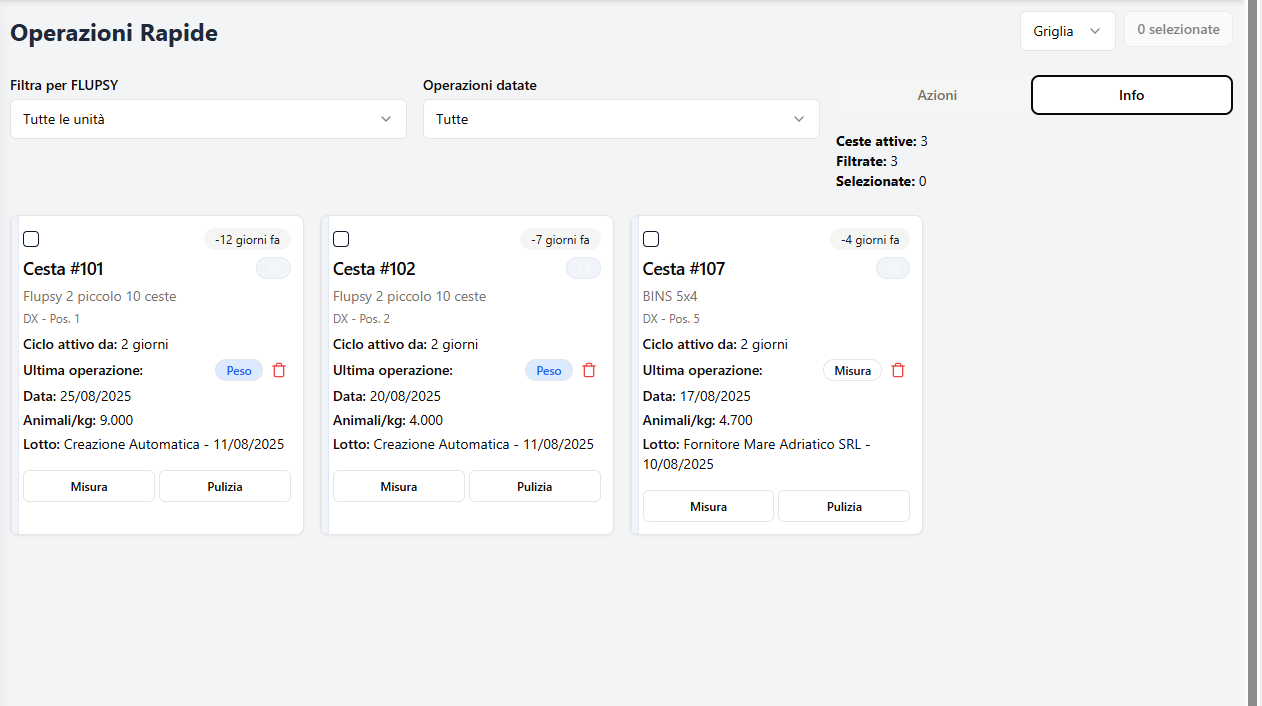 Operazioni Rapide
Griglia
0 selezionate
Filtra per FLUPSY
Tutte le unità
Operazioni datate
Tutte
Azioni
Info
Ceste attive: 3
Filtrate: 3
Selezionate: 0
-12 giorni fa
Cesta #101
Flupsy 2 piccolo 10 ceste
DX - Pos. 1
Ciclo attivo da: 2 giorni
Ultima operazione: Peso
Data: 25/08/2025
Animali/kg: 9.000
Lotto: Creazione Automatica - 11/08/2025
Misura
Pulizia
-7 giorni fa
Cesta #102
Flupsy 2 piccolo 10 ceste
DX - Pos. 2
Ciclo attivo da: 2 giorni
Ultima operazione: Peso
Data: 20/08/2025
Animali/kg: 4.000
Lotto: Creazione Automatica - 11/08/2025
Misura
Pulizia
-4 giorni fa
Cesta #107
BINS 5x4
DX - Pos. 5
Ciclo attivo da: 2 giorni
Ultima operazione: Misura
Data: 17/08/2025
Animali/kg: 4.700
Lotto: Fornitore Mare Adriatico SRL -
10/08/2025
Misura
Pulizia